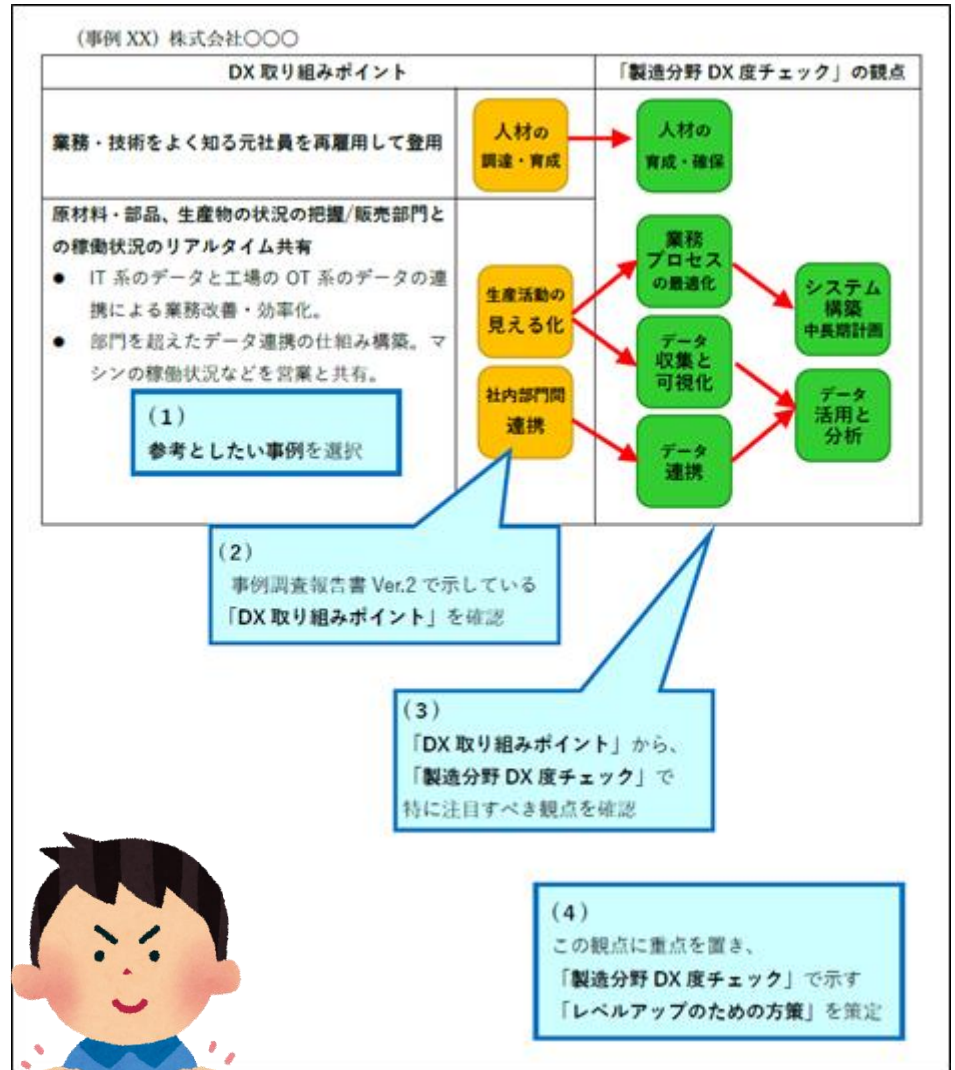 （事例 XX）株式会社〇〇〇
DX 取り組みポイント
「製造分野 DX 度チェック」の観点
業務・技術をよく知る元社員を再雇用して登用
人材の
調達・育成
人材の
育成・確保
原材料・部品、生産物の状況の把握/販売部門と
の稼働状況のリアルタイム共有
● IT 系のデータと工場の OT 系のデータの連
携による業務改善・効率化。
● 部門を超えたデータ連携の仕組み構築。マ
シンの稼働状況などを営業と共有。
生産活動の
見える化
社内部門間
連携
業務
プロセス
の最適化
データ
収集と
可視化
データ
連携
システム
構築
中長期計画
データ
活用と
分析
（1）
参考としたい事例を選択
（2）
事例調査報告書 Ver.2 で示している
「DX 取り組みポイント」を確認
（3）
「DX 取り組みポイント」から、
「製造分野 DX 度チェック」で
特に注目すべき観点を確認
（4）
この観点に重点を置き、
「製造分野 DX 度チェック」で示す
「レベルアップのための方策」を策定